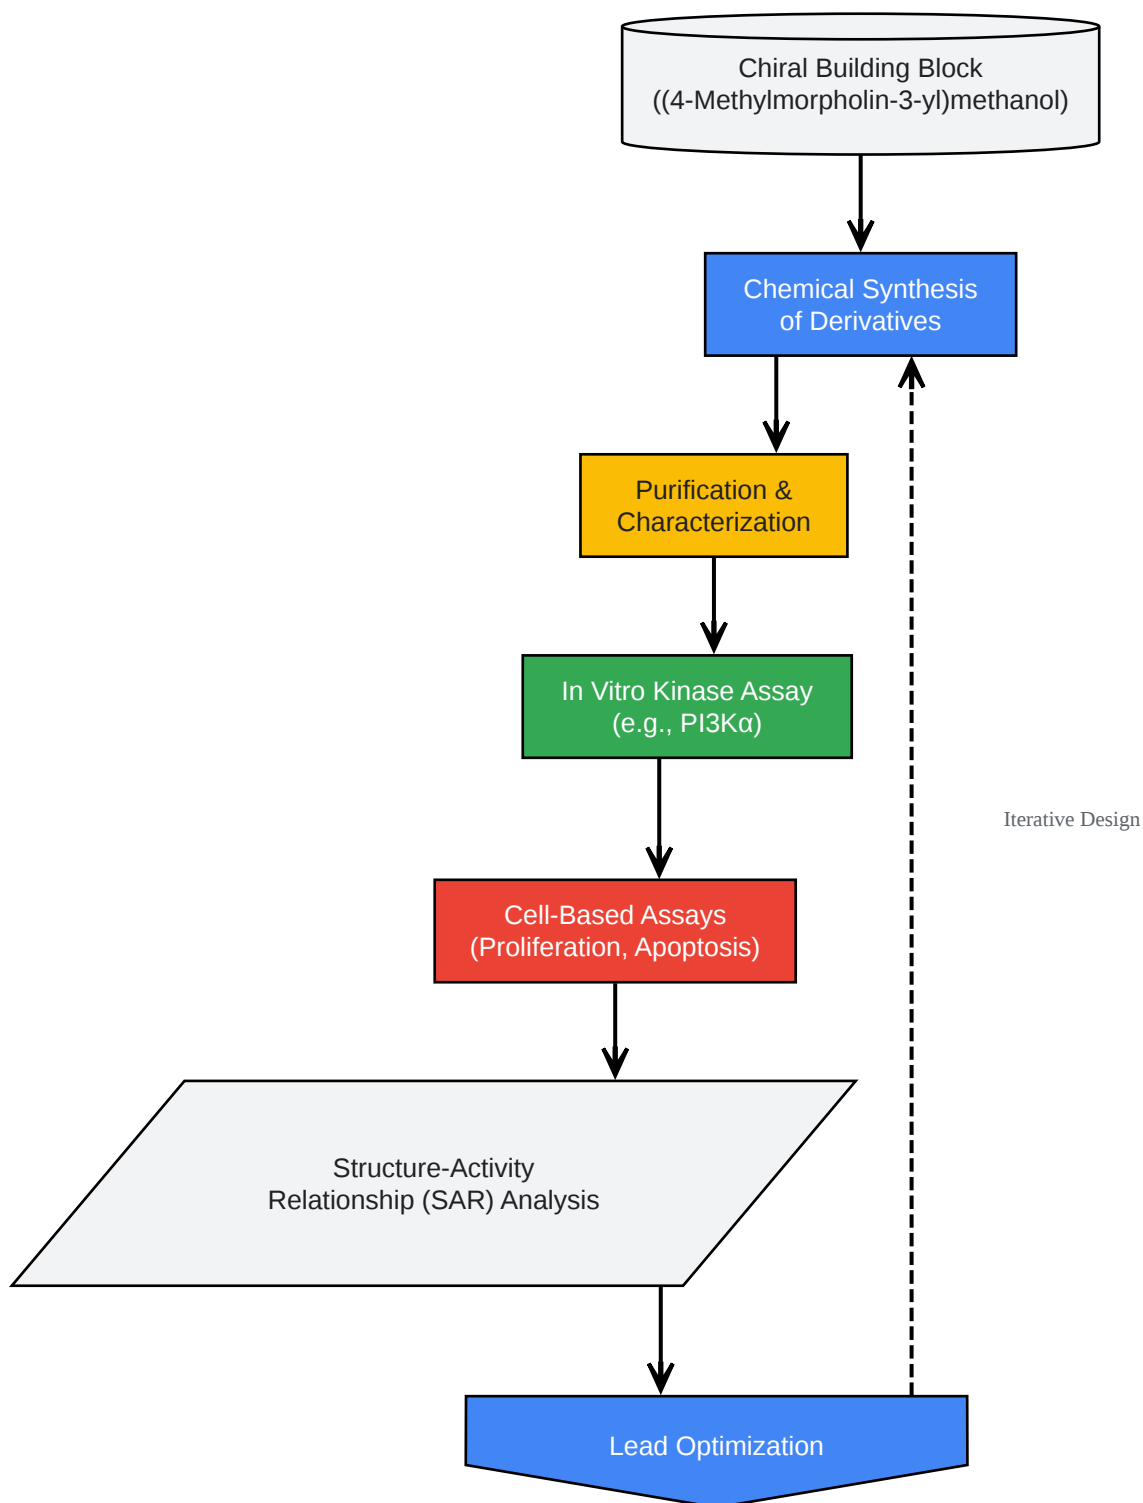 Chiral Building Block
((4-Methylmorpholin-3-yl)methanol)
Chemical Synthesis
of Derivatives
Purification &
Characterization
In Vitro Kinase Assay
(e.g., PI3Kα)
Iterative Design
Cell-Based Assays
(Proliferation, Apoptosis)
Structure-Activity
Relationship (SAR) Analysis
Lead Optimization